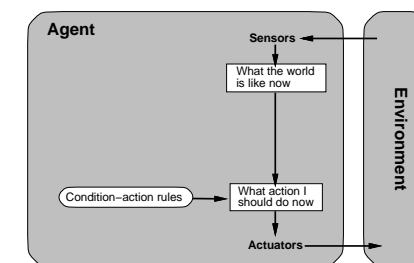 Agent
Sensors
What the world
is like now
Environment
Condition−action rules
What action I
should do now
Actuators